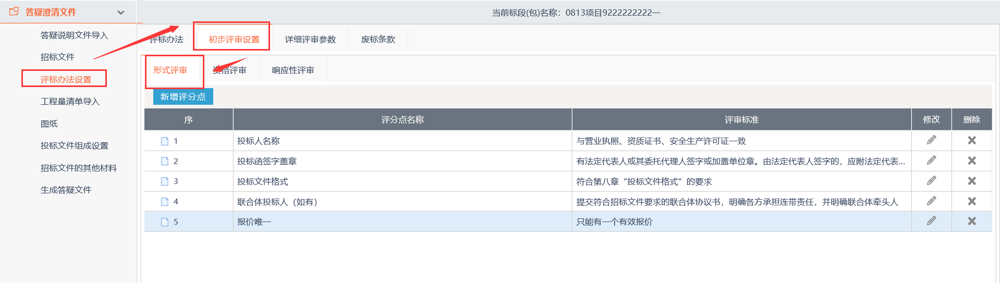 答疑澄清文件
当前标段(包)名称：0813项目9222222222一
答疑说明文件导入
招标文件
评标办法设置
工程量清单导入
图纸
投标文件组成设置
招标文件的其他材料
生成答疑文件
评标办法 初步评审设置 详细评审参数 废标条款
形式评审 资格评审 响应性评审
新增评分点
序 评分点名称 评审标准 修改 删除
1 投标人名称 与营业执照、资质证书、安全生产许可证一致
2 投标函签字盖章 有法定代表人或其委托代理人签字或加盖单位章。由法定代表人签字的，应附法定代表...
3 投标文件格式 符合第八章“投标文件格式”的要求
4 联合体投标人（如有） 提交符合招标文件要求的联合体协议书，明确各方承担连带责任，并明确联合体牵头人
5 报价唯一 只能有一个有效报价